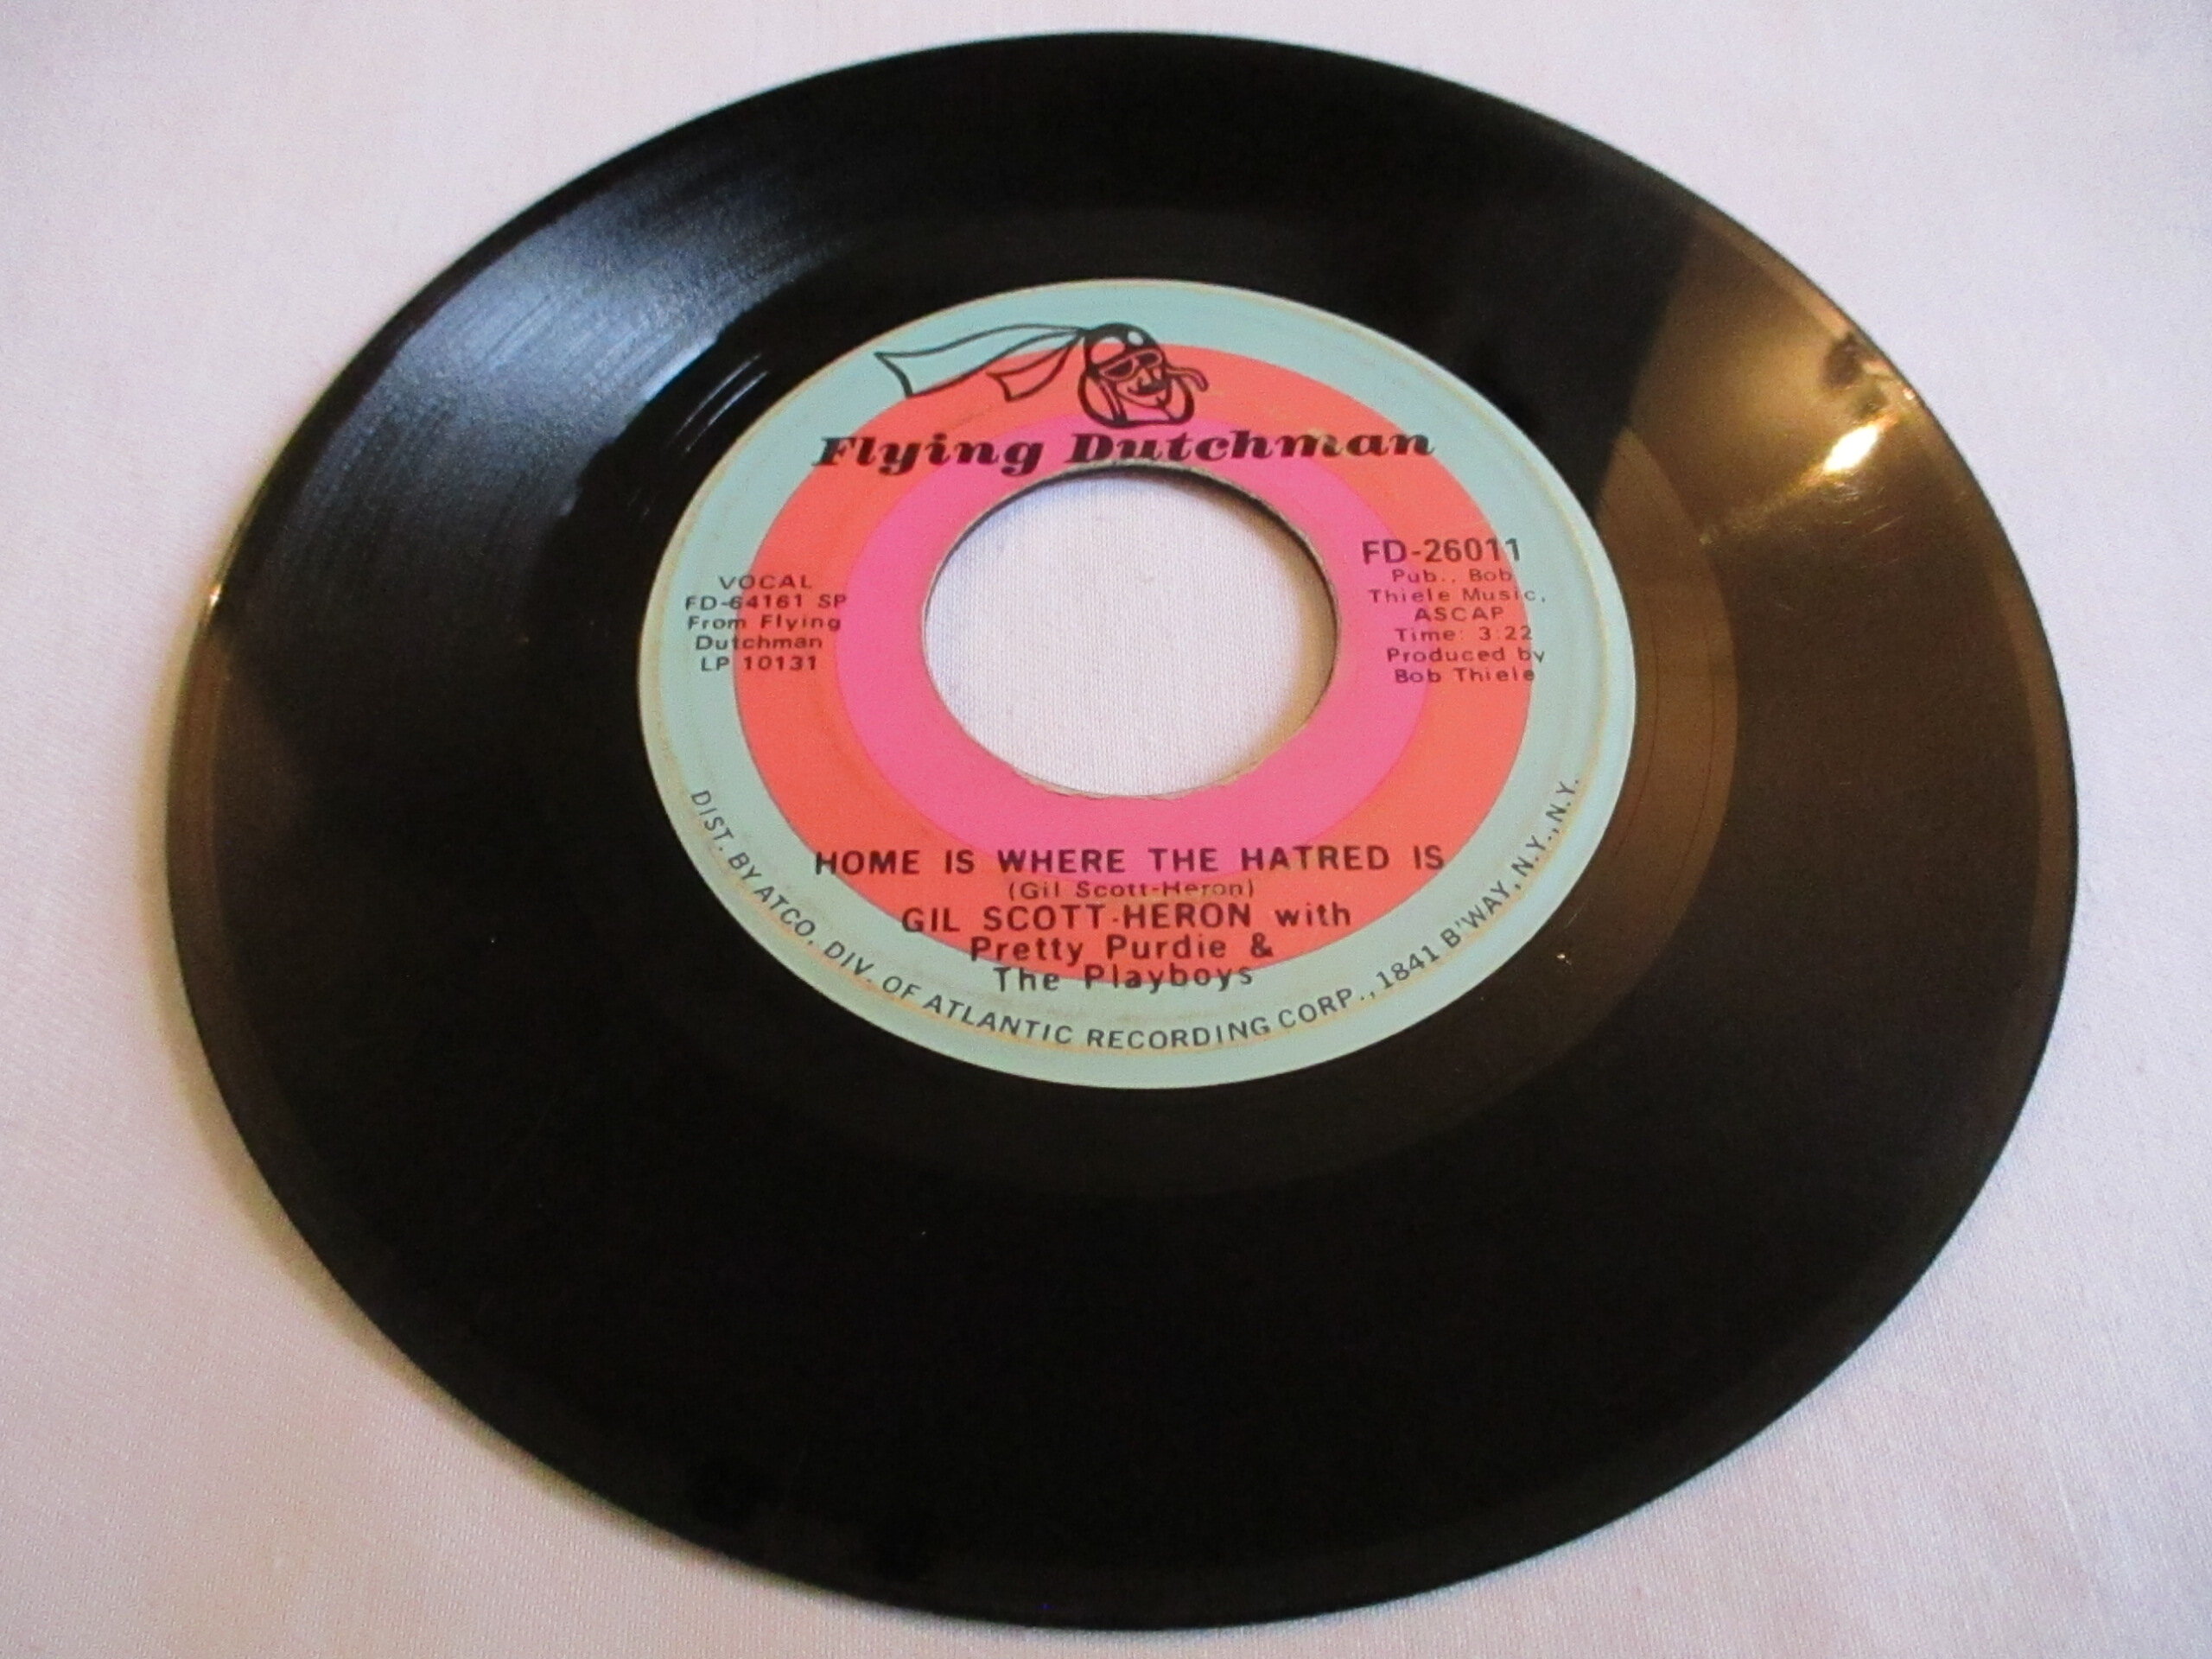 Flying Dutchman
VOCAL
FD-64161 SP
From Flying
Dutchman
LP 10131
FD-26011
Pub., Bob
Thiele Music,
ASCAP
Time: 3:22
Produced by
Bob Thiele
HOME IS WHERE THE HATRED IS
(Gil Scott-Heron)
GIL SCOTT-HERON with
Pretty Purdie &
The Playboys
DIST. BY ATCO, DIV. OF ATLANTIC RECORDING CORP., 1841 B'WAY, N.Y., N.Y.